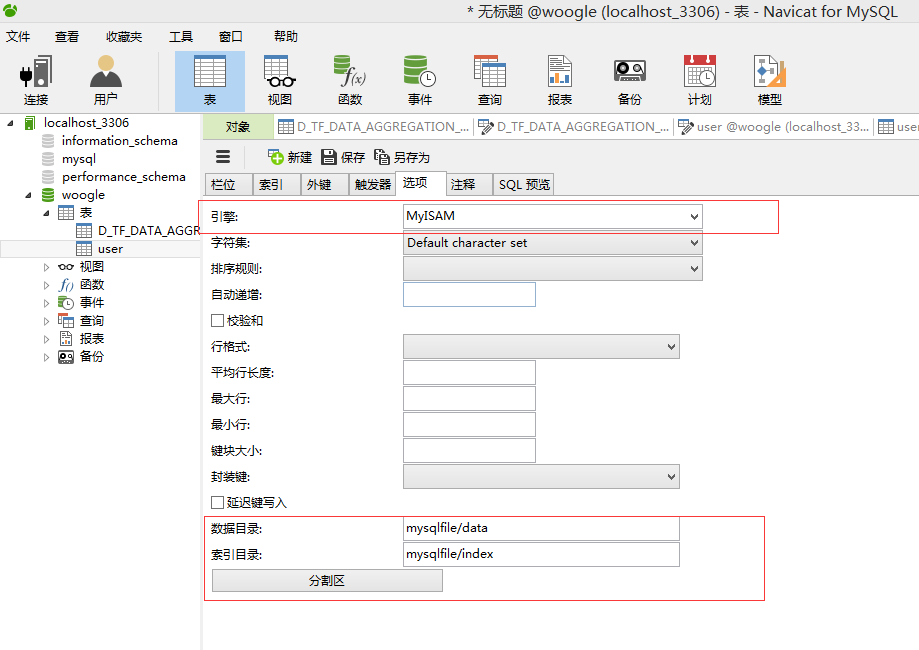 * 无标题 @woogle (localhost_3306) - 表 - Navicat for MySQL
文件 查看 收藏夹 工具 窗口 帮助
连接 用户 表 视图 函数 事件 查询 报表 备份 计划 模型
localhost_3306
information_schema
mysql
performance_schema
woogle
表
D_TF_DATA_AGGR
user
视图
函数
事件
查询
报表
备份
对象 D_TF_DATA_AGGREGATION_... D_TF_DATA_AGGREGATION_... user @woogle (localhost_33... user
新建 保存 另存为
栏位 索引 外键 触发器 选项 注释 SQL 预览
引擎: MyISAM
字符集: Default character set
排序规则:
自动递增:
校验和
行格式:
平均行长度:
最大行:
最小行:
键块大小:
封装键:
延迟键写入
数据目录: mysqlfile/data
索引目录: mysqlfile/index
分割区